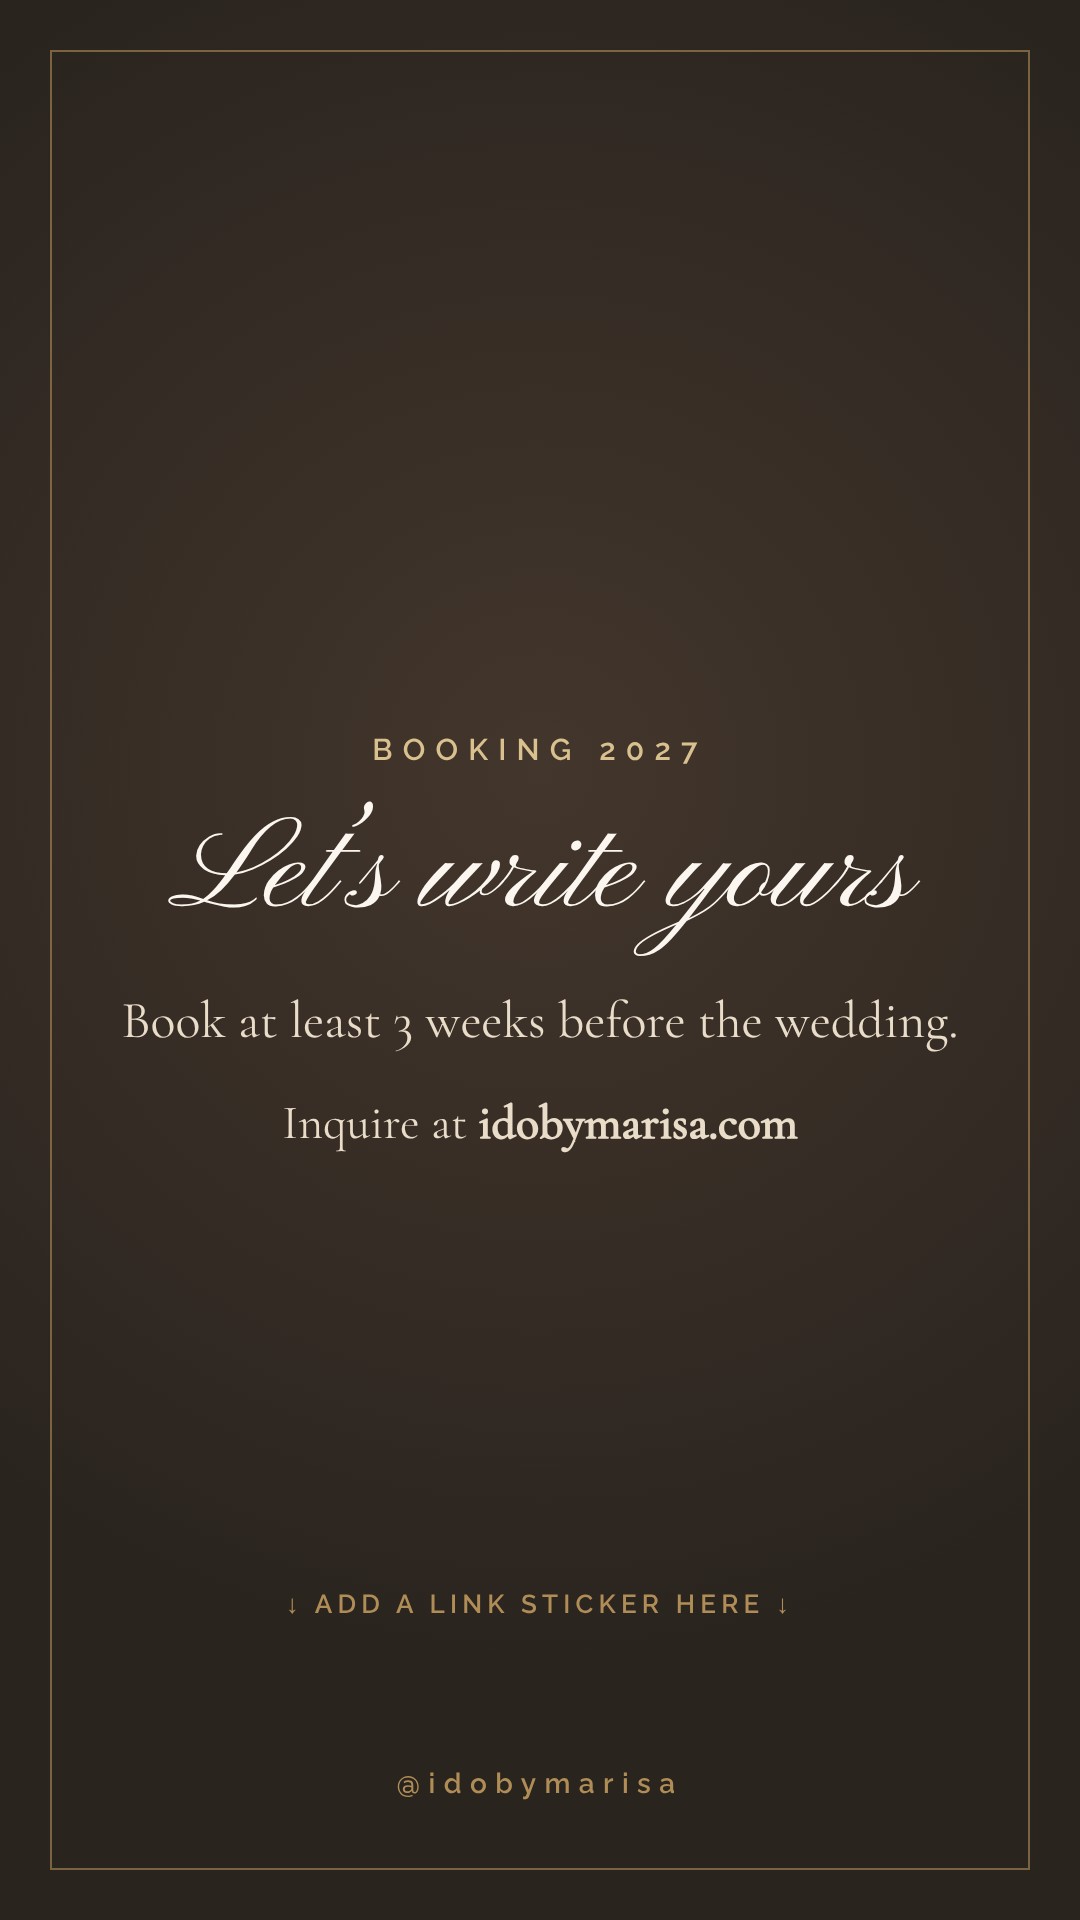 BOOKING 2027
Let's write yours
Book at least 3 weeks before the wedding.
Inquire at idobymarisa.com
↓ ADD A LINK STICKER HERE ↓
@idobymarisa